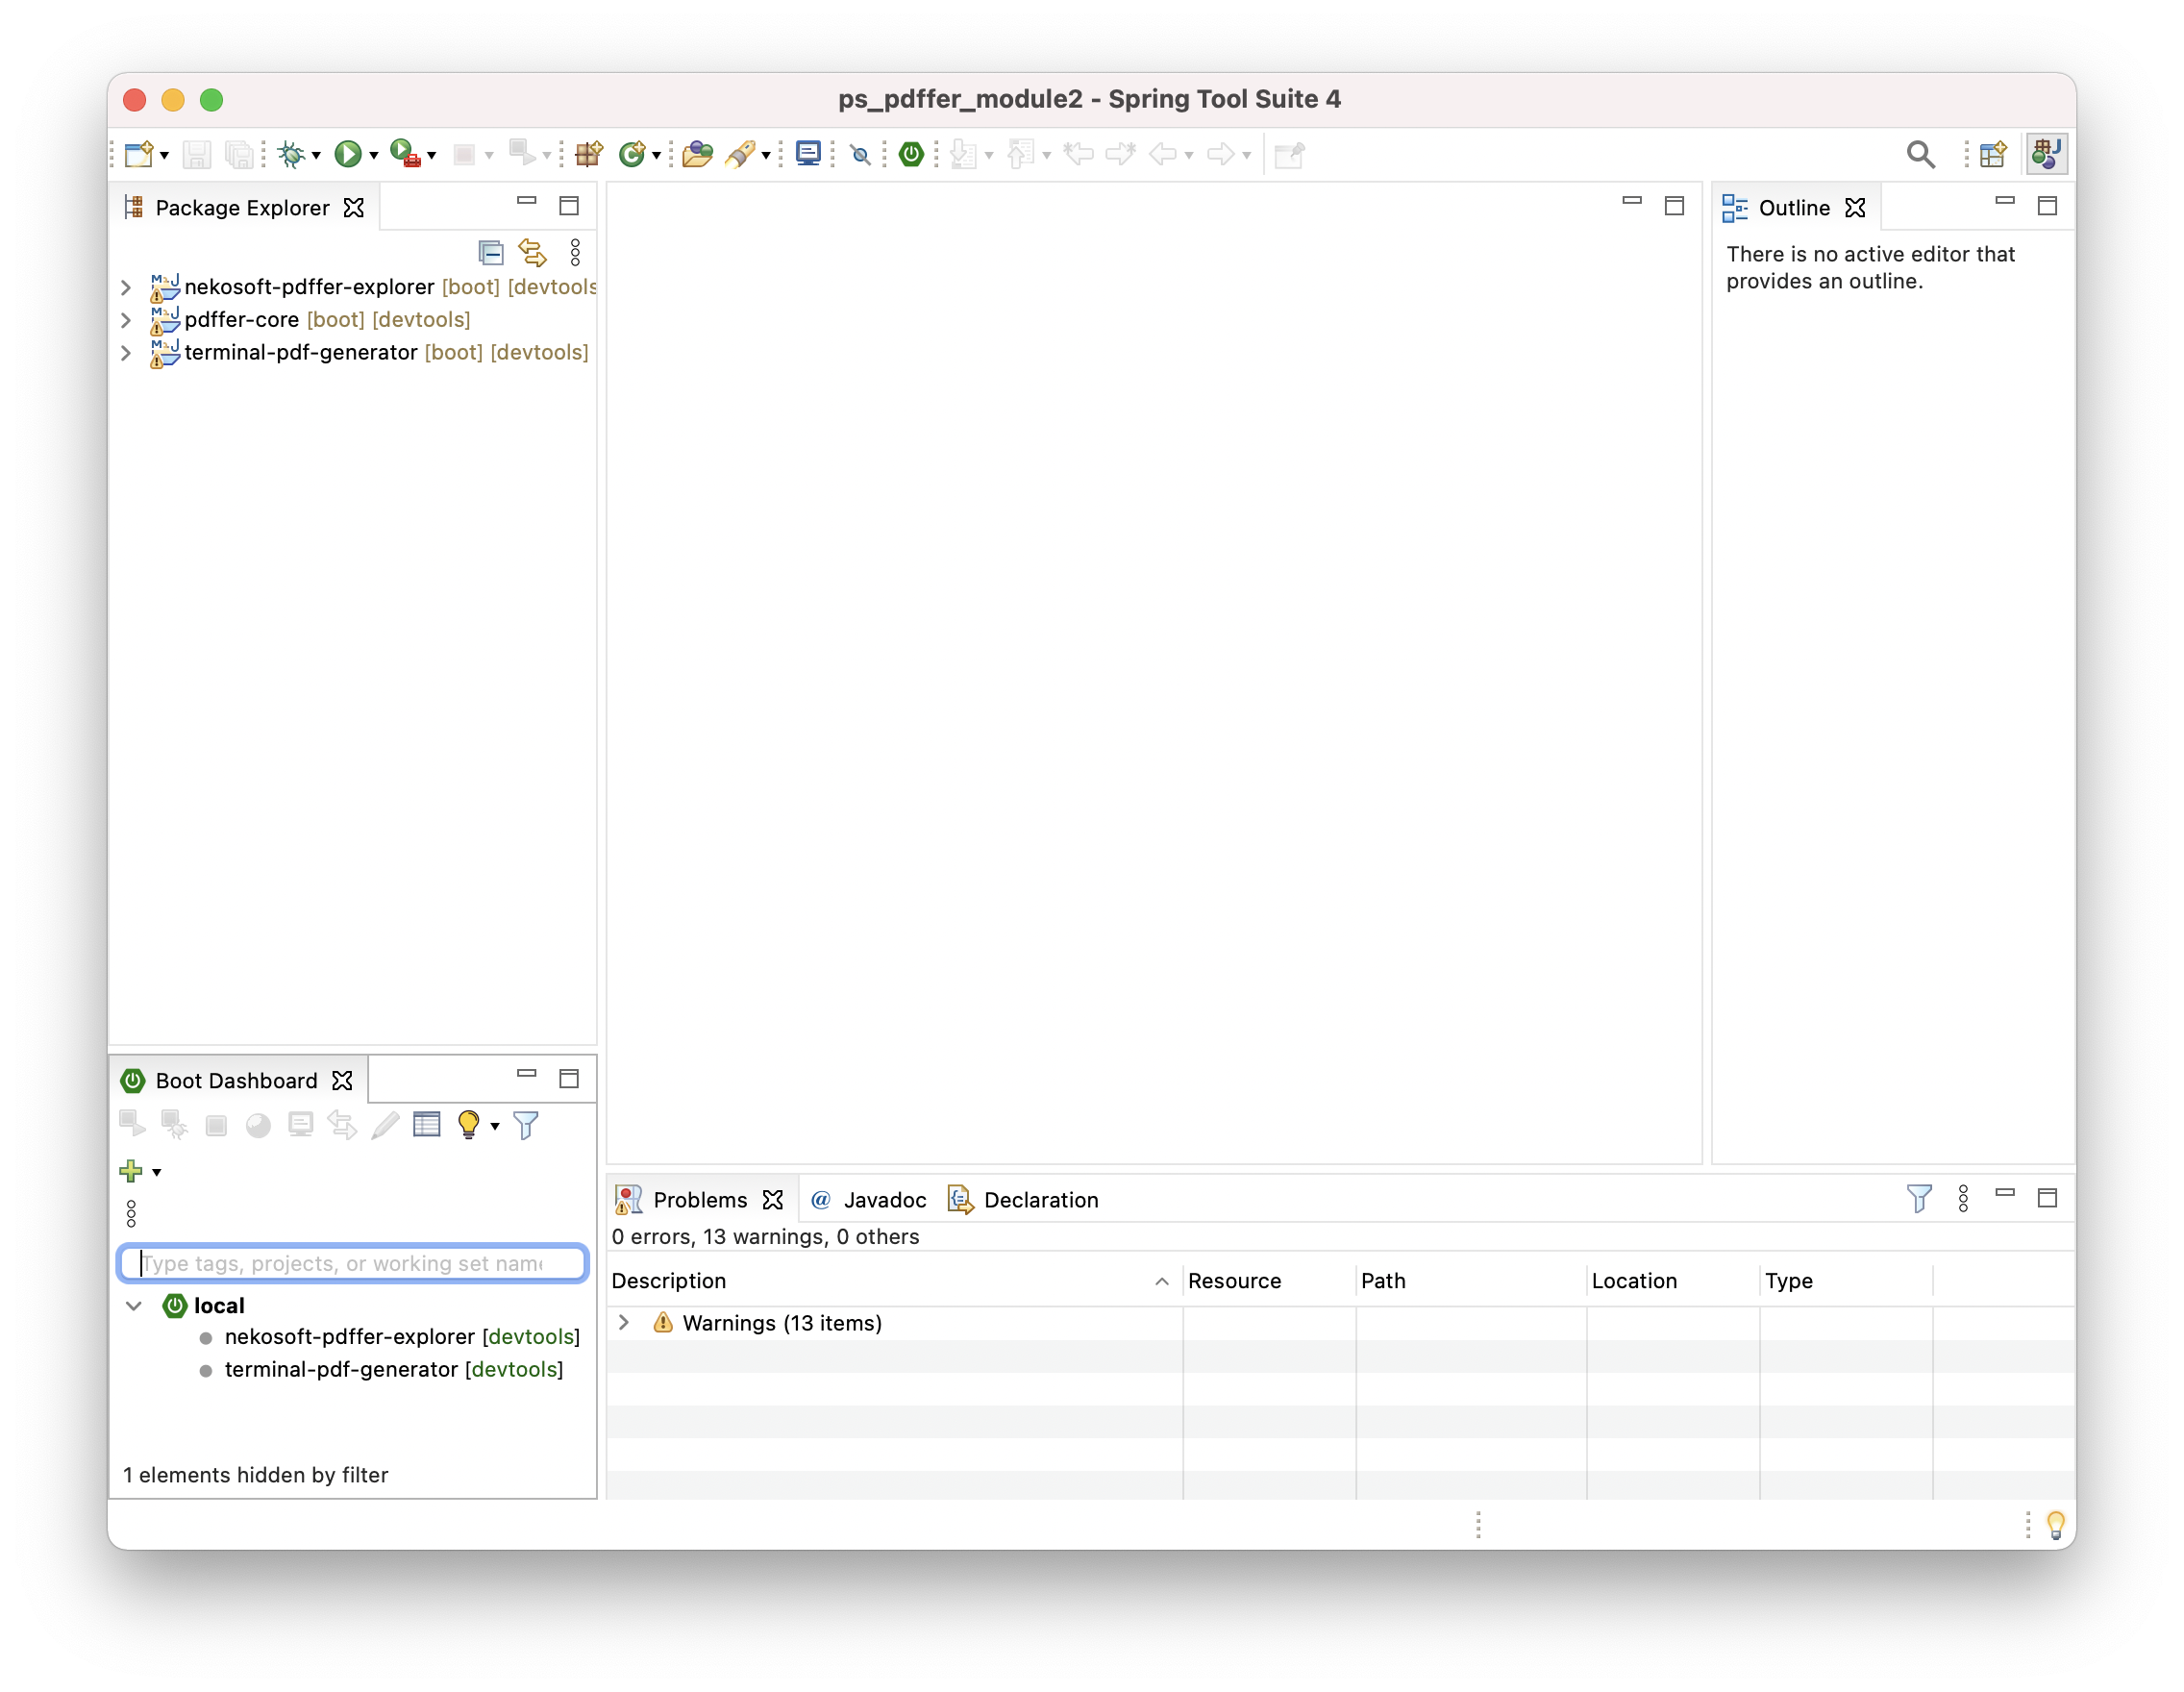 ps_pdffer_module2 - Spring Tool Suite 4
Package Explorer
nekosoft-pdffer-explorer [boot] [devtools
pdffer-core [boot] [devtools]
terminal-pdf-generator [boot] [devtools]
Outline
There is no active editor that
provides an outline.
Boot Dashboard
Type tags, projects, or working set name
local
nekosoft-pdffer-explorer [devtools]
terminal-pdf-generator [devtools]
1 elements hidden by filter
Problems @ Javadoc Declaration
0 errors, 13 warnings, 0 others
Description Resource Path Location Type
Warnings (13 items)